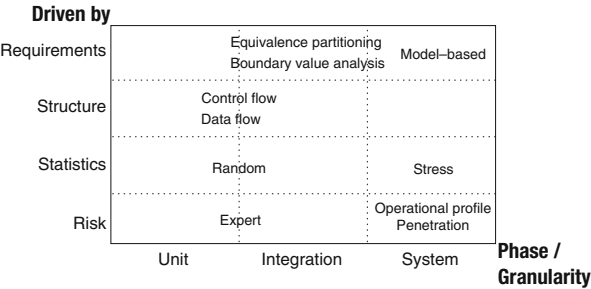 Driven by
Requirements
Equivalence partitioning
Boundary value analysis
Model–based
Structure
Control flow
Data flow
Statistics
Random
Stress
Risk
Expert
Operational profile
Penetration
Unit
Integration
System
Phase /
Granularity